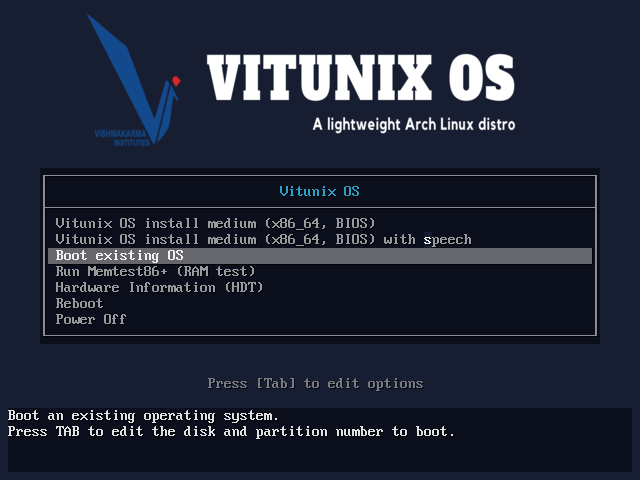 VISHWAKARMA
INSTITUTES
VITUNIX OS
A lightweight Arch Linux distro
Vitunix OS
Vitunix OS install medium (x86_64, BIOS)
Vitunix OS install medium (x86_64, BIOS) with speech
Boot existing OS
Run Memtest86+ (RAM test)
Hardware Information (HDT)
Reboot
Power Off
Press [Tab] to edit options
Boot an existing operating system.
Press TAB to edit the disk and partition number to boot.